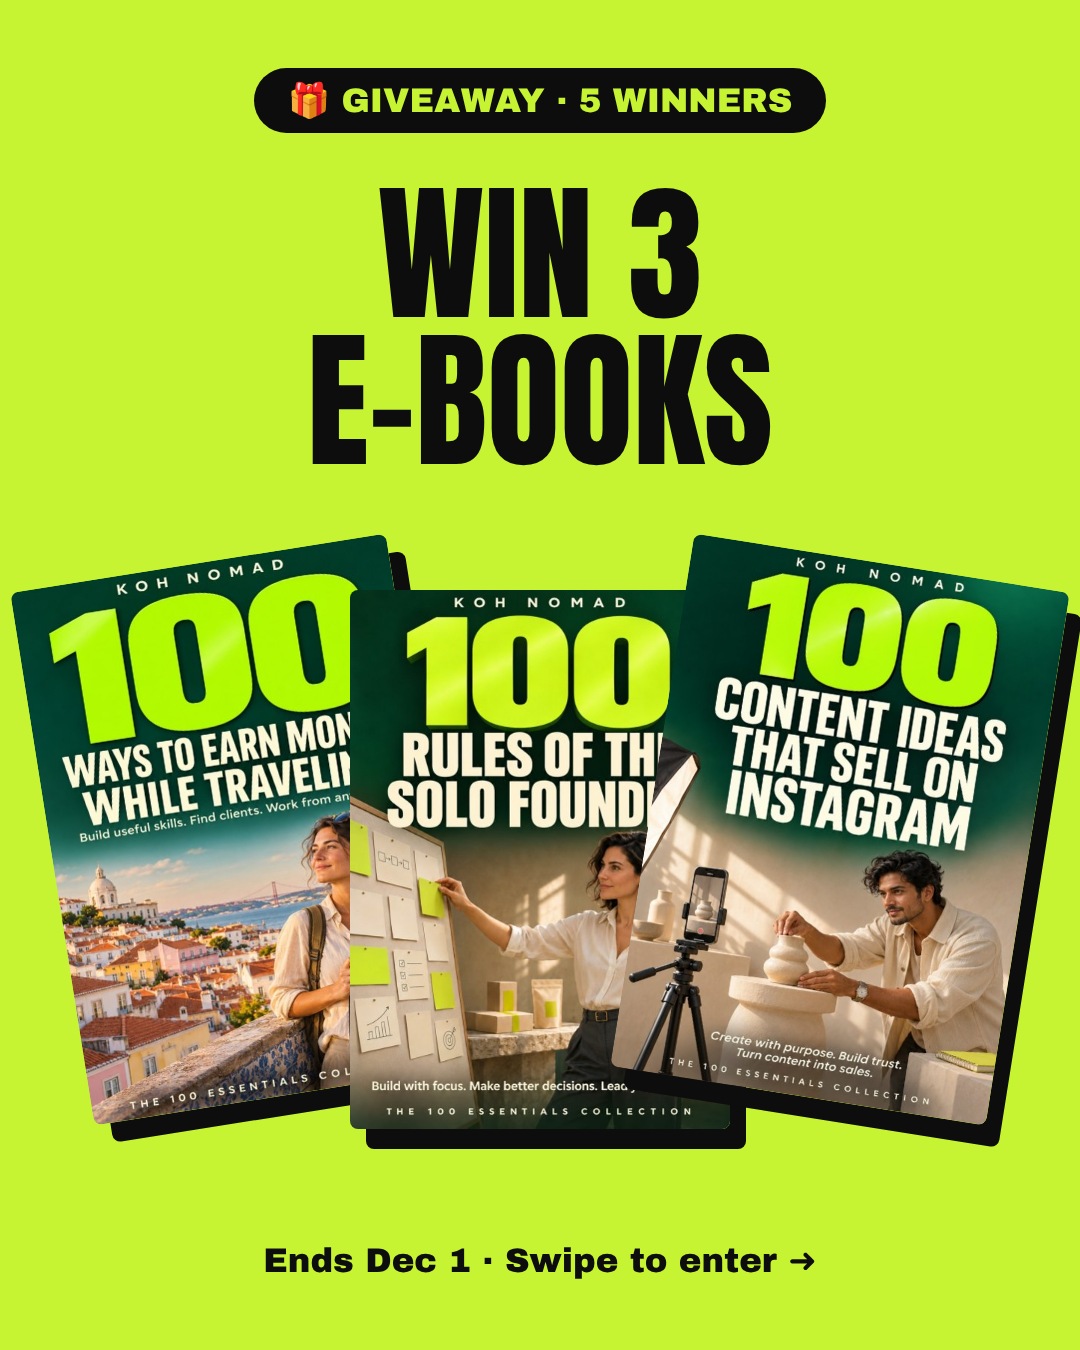 🎁 GIVEAWAY · 5 WINNERS
WIN 3
E-BOOKS
KOH NOMAD
100
WAYS TO EARN MON
WHILE TRAVELIN
Build useful skills. Find clients. Work from an
THE 100 ESSENTIALS COL
KOH NOMAD
100
RULES OF TH
SOLO FOUND
Build with focus. Make better decisions. Lead
THE 100 ESSENTIALS COLLECTION
KOH NOMAD
100
CONTENT IDEAS
THAT SELL ON
INSTAGRAM
Create with purpose. Build trust.
Turn content into sales.
THE 100 ESSENTIALS COLLECTION
Ends Dec 1 · Swipe to enter →